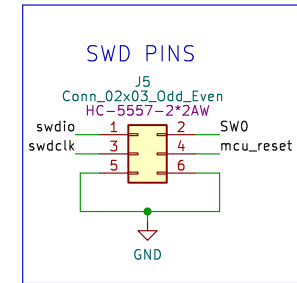 SWD PINS
J5
Conn_02x03_Odd_Even
HC-5557-2*2AW
swdio 1 2 SWO
swdclk 3 4 mcu_reset
5 6
GND